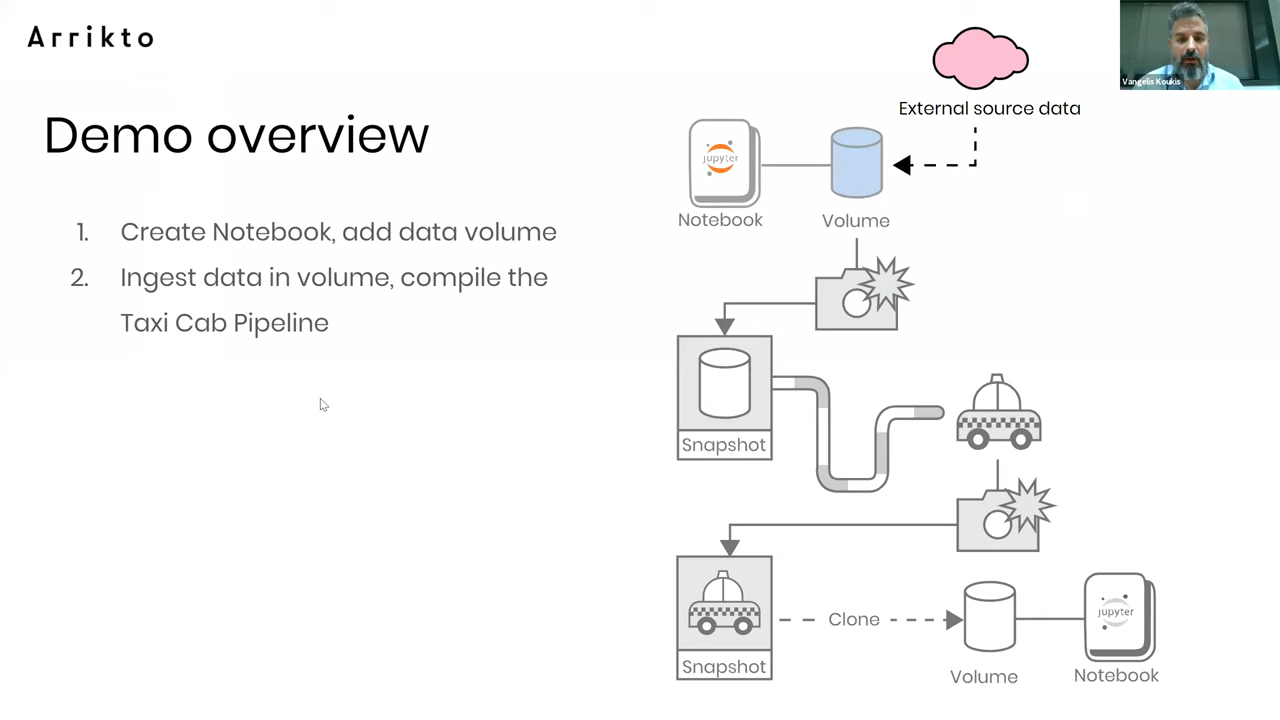 Arrikto
Vangelis Koukis
External source data
Demo overview
jupyter
Notebook
Volume
1. Create Notebook, add data volume
2. Ingest data in volume, compile the
Taxi Cab Pipeline
Snapshot
Snapshot
Clone
jupyter
Volume
Notebook